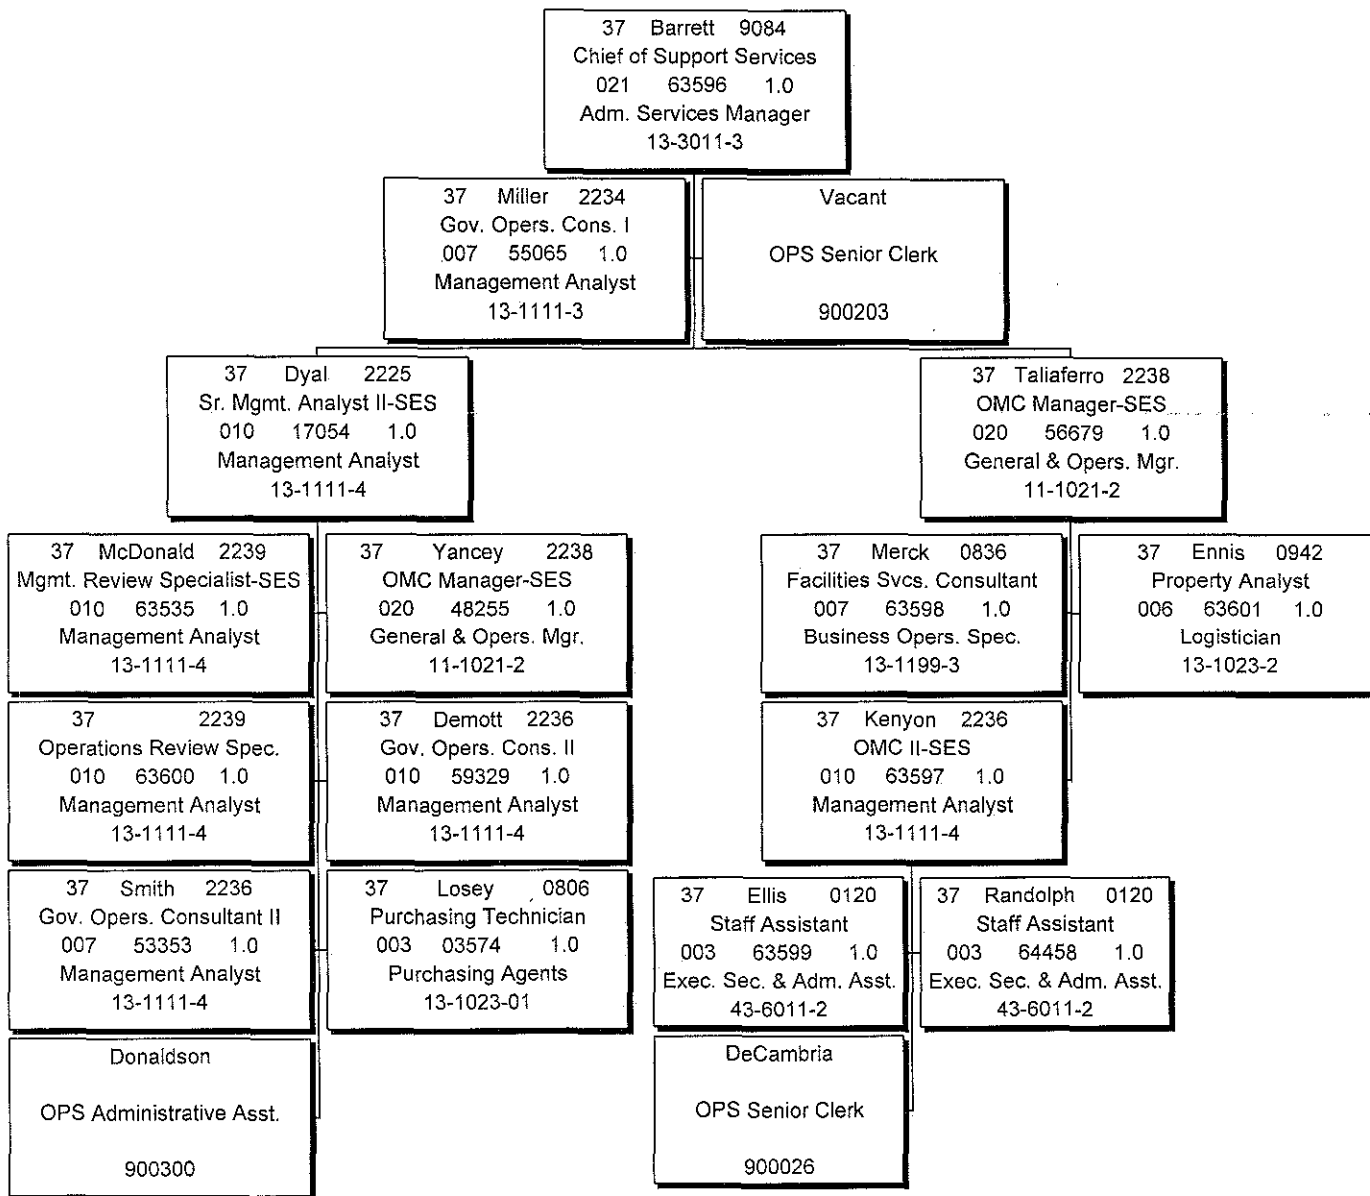 37 Barrett 9084
Chief of Support Services
021 63596 1.0
Adm. Services Manager
13-3011-3
37 Miller 2234
Gov. Opers. Cons. I
007 55065 1.0
Management Analyst
13-1111-3
Vacant
OPS Senior Clerk
900203
37 Dyal 2225
Sr. Mgmt. Analyst II-SES
010 17054 1.0
Management Analyst
13-1111-4
37 Taliaferro 2238
OMC Manager-SES
020 56679 1.0
General & Opers. Mgr.
11-1021-2
37 McDonald 2239
Mgmt. Review Specialist-SES
010 63535 1.0
Management Analyst
13-1111-4
37 Yancey 2238
OMC Manager-SES
020 48255 1.0
General & Opers. Mgr.
11-1021-2
37 Merck 0836
Facilities Svcs. Consultant
007 63598 1.0
Business Opers. Spec.
13-1199-3
37 Ennis 0942
Property Analyst
006 63601 1.0
Logistician
13-1023-2
37 2239
Operations Review Spec.
010 63600 1.0
Management Analyst
13-1111-4
37 Demott 2236
Gov. Opers. Cons. II
010 59329 1.0
Management Analyst
13-1111-4
37 Kenyon 2236
OMC II-SES
010 63597 1.0
Management Analyst
13-1111-4
37 Smith 2236
Gov. Opers. Consultant II
007 53353 1.0
Management Analyst
13-1111-4
37 Losey 0806
Purchasing Technician
003 03574 1.0
Purchasing Agents
13-1023-01
37 Ellis 0120
Staff Assistant
003 63599 1.0
Exec. Sec. & Adm. Asst.
43-6011-2
37 Randolph 0120
Staff Assistant
003 64458 1.0
Exec. Sec. & Adm. Asst.
43-6011-2
Donaldson
OPS Administrative Asst.
900300
DeCambria
OPS Senior Clerk
900026